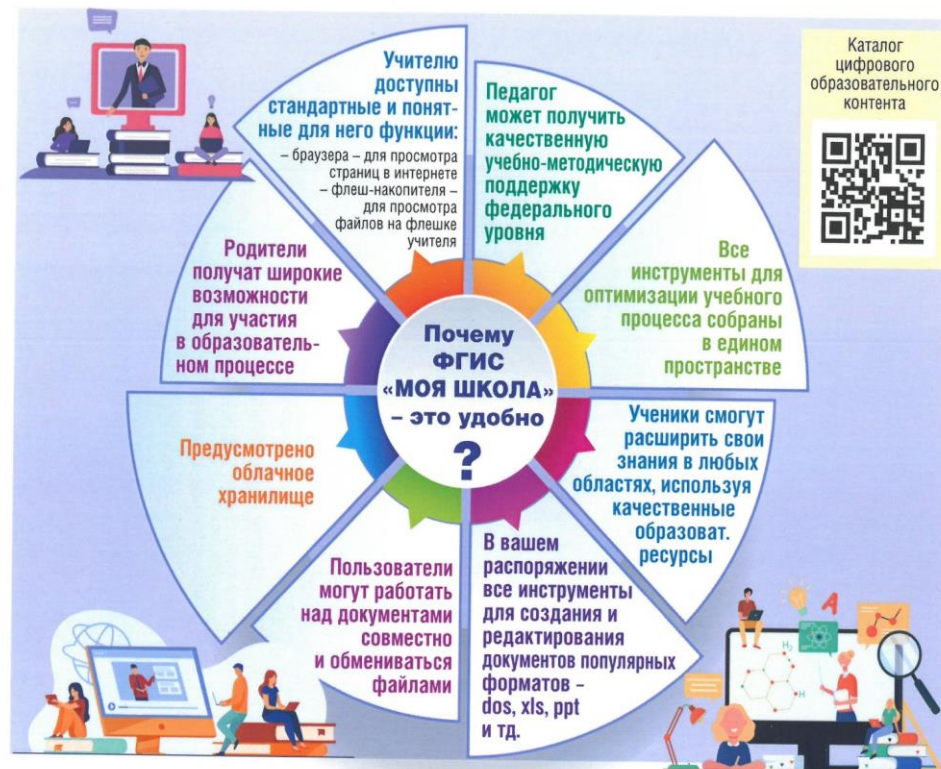 Учителю
доступны
стандартные и понят-
ные для него функции:
– браузера – для просмотра
страниц в интернете
– флеш-накопителя –
для просмотра
файлов на флешке
учителя
Педагог
может получить
качественную
учебно-методическую
поддержку
федерального
уровня
Каталог
цифрового
образовательного
контента
Все
инструменты для
оптимизации учебного
процесса собраны
в едином
пространстве
Родители
получат широкие
возможности
для участия
в образователь-
ном процессе
Почему
ФГИС
«МОЯ ШКОЛА»
– это удобно
?
Ученики смогут
расширить свои
знания в любых
областях, используя
качественные
образоват.
ресурсы
Предусмотрено
облачное
хранилище
Пользователи
могут работать
над документами
совместно
и обмениваться
файлами
В вашем
распоряжении
все инструменты
для создания и
редактирования
документов популярных
форматов –
dos, xls, ppt
и тд.
A
H₂
H